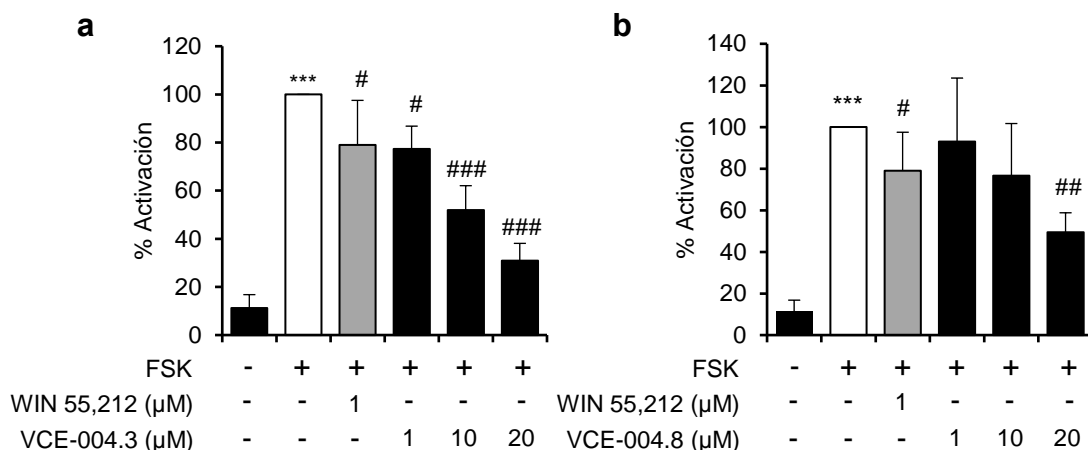 a
120
100
80
60
40
20
0
% Activación
***
#
#
###
###
FSK - + + + + +
WIN 55,212 (µM) - - 1 - - -
VCE-004.3 (µM) - - - 1 10 20
b
140
120
100
80
60
40
20
0
% Activación
***
#
##
- + + + + +
WIN 55,212 (µM) - - 1 - - -
VCE-004.8 (µM) - - - 1 10 20
FSK